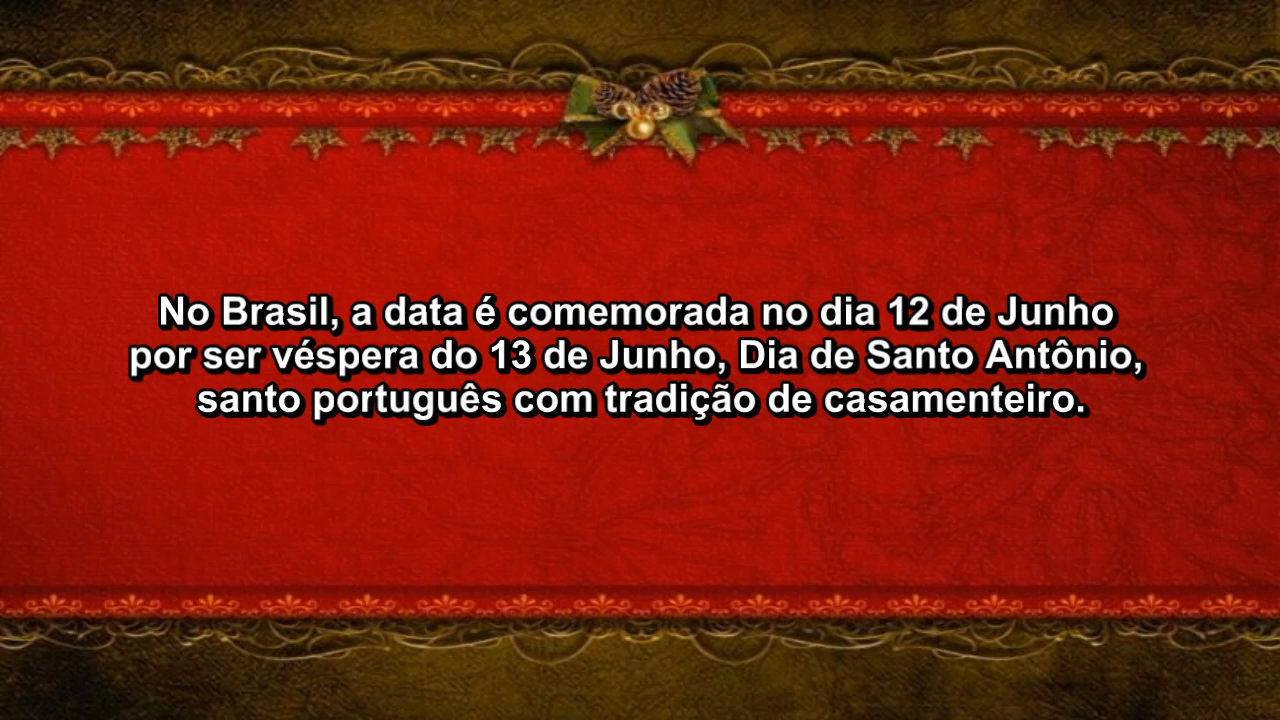 No Brasil, a data é comemorada no dia 12 de Junho
por ser véspera do 13 de Junho, Dia de Santo Antônio,
santo português com tradição de casamenteiro.